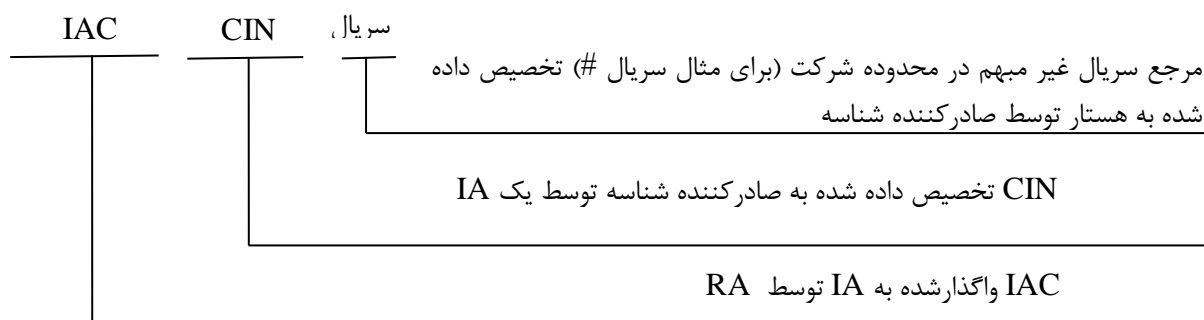 IAC CIN سریال
مرجع سریال غیر مبهم در محدوده شرکت (برای مثال سریال #) تخصیص داده
شده به هستار توسط صادرکننده شناسه
CIN تخصیص داده شده به صادرکننده شناسه توسط یک IA
IAC واگذارشده به IA توسط RA